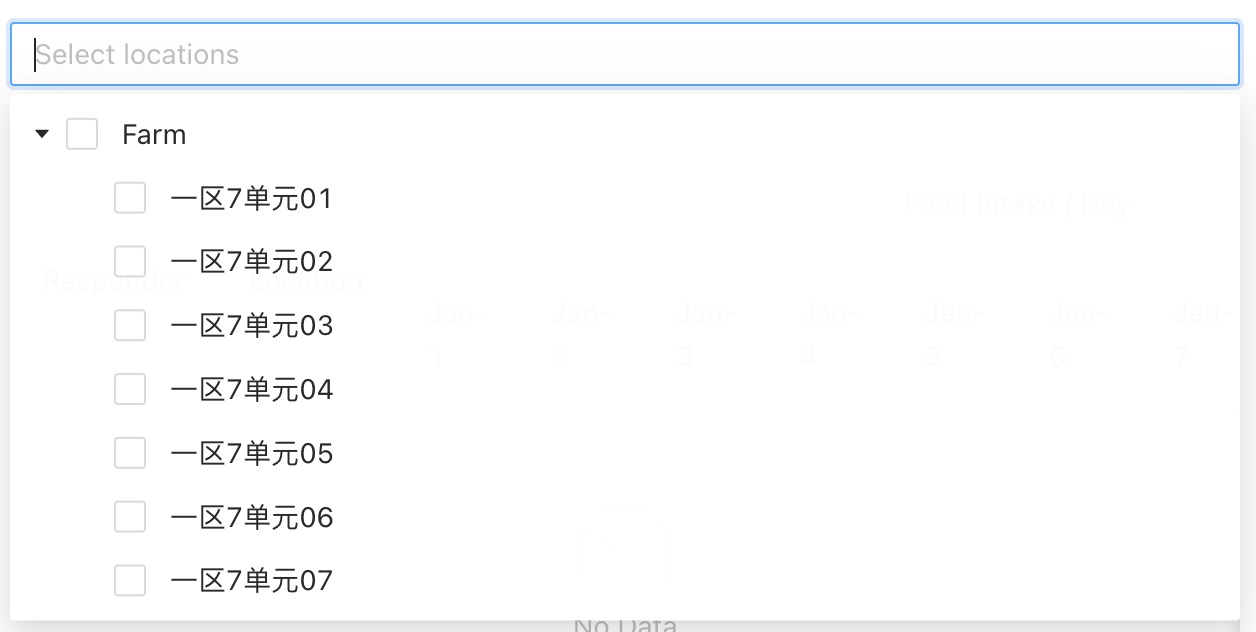 Select locations
Farm
一区7单元01
Feed Intake / Day
一区7单元02
Responder
Location
一区7单元03
Jan-
Jan-
Jan-
Jan-
Jan-
Jan-
Jan-
1
2
3
4
5
6
7
一区7单元04
一区7单元05
一区7单元06
一区7单元07
No Data